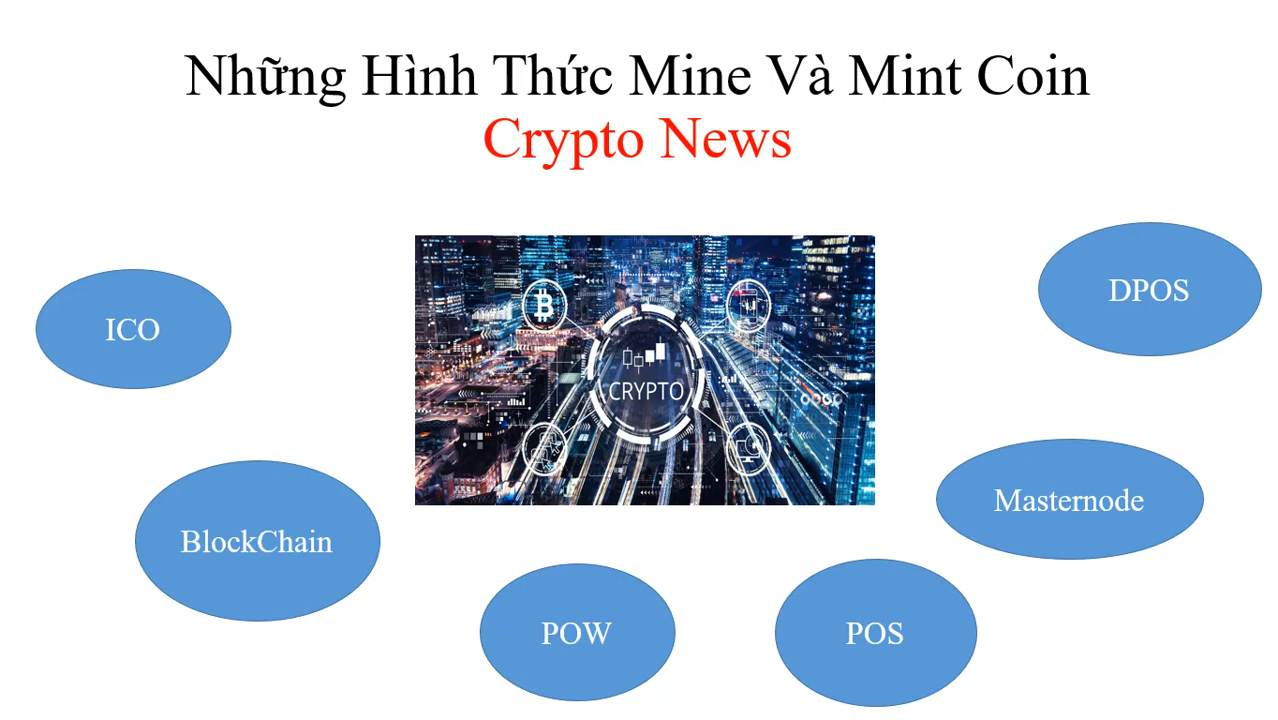 Những Hình Thức Mine Và Mint Coin
Crypto News
ICO
BlockChain
CRYPTO
POW
POS
Masternode
DPOS